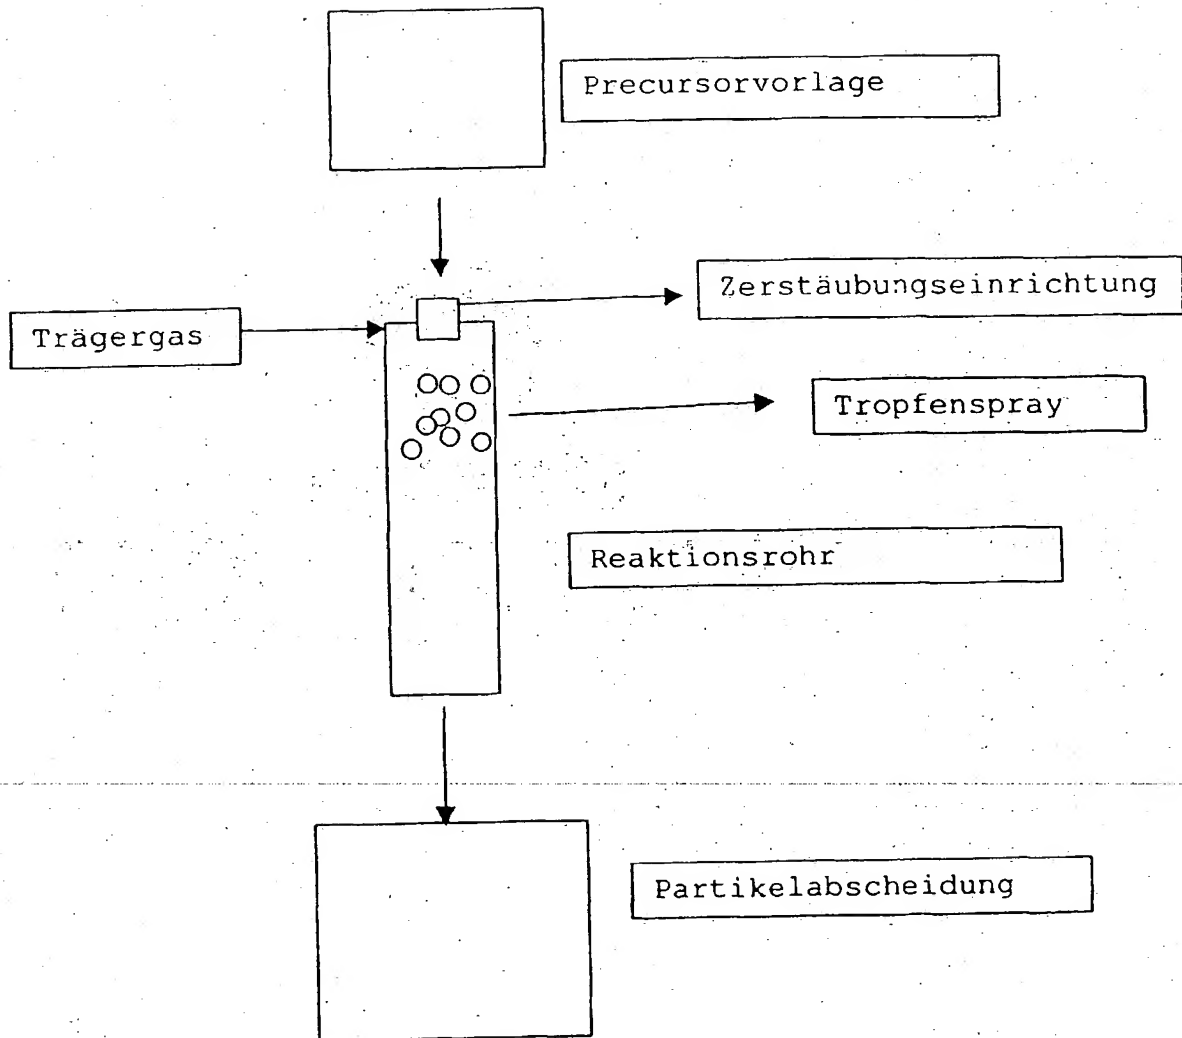 Precursorvorlage
Zerstäubungseinrichtung
Trägergas
Tropfenspray
Reaktionsrohr
Partikelabscheidung